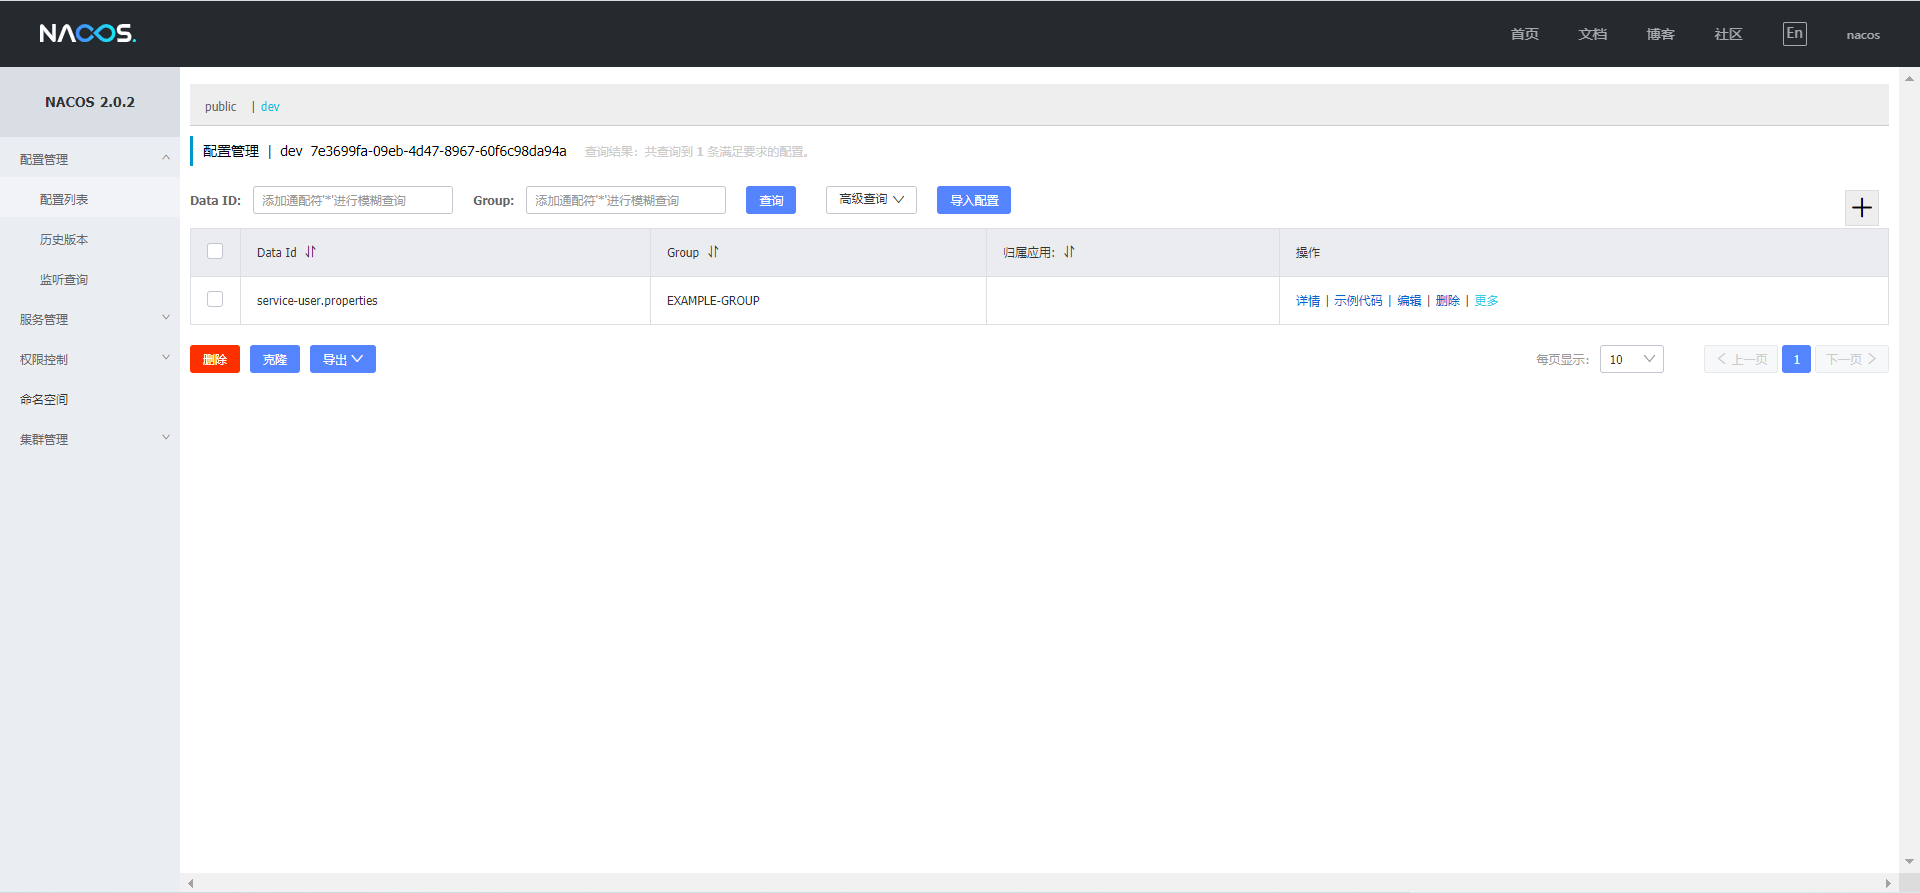 NACOS.
首页 文档 博客 社区 En nacos
NACOS 2.0.2
配置管理
配置列表
历史版本
监听查询
服务管理
权限控制
命名空间
集群管理
public | dev
配置管理 | dev 7e3699fa-09eb-4d47-8967-60f6c98da94a 查询结果：共查询到 1 条满足要求的配置。
Data ID: 添加通配符'*'进行模糊查询 Group: 添加通配符'*'进行模糊查询 查询 高级查询 导入配置
Data Id Group 归属应用: 操作
service-user.properties EXAMPLE-GROUP 详情 | 示例代码 | 编辑 | 删除 | 更多
删除 克隆 导出 每页显示: 10 上一页 1 下一页